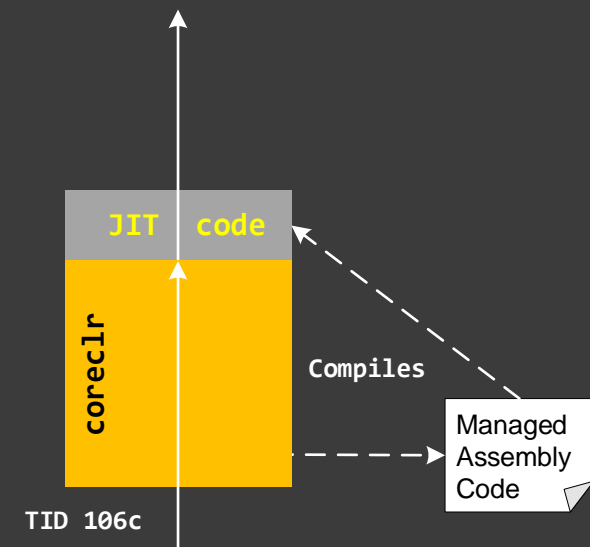 JIT code
coreclr
Compiles
Managed
Assembly
Code
TID 106c